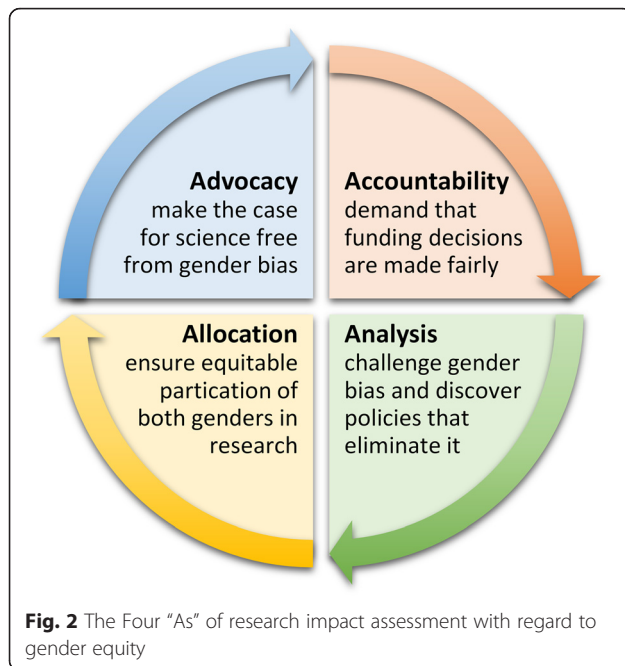 Advocacy
make the case
for science free
from gender bias
Accountability
demand that
funding decisions
are made fairly
Allocation
ensure equitable
partication of
both genders in
research
Analysis
challenge gender
bias and discover
policies that
eliminate it
Fig. 2 The Four “As” of research impact assessment with regard to
gender equity